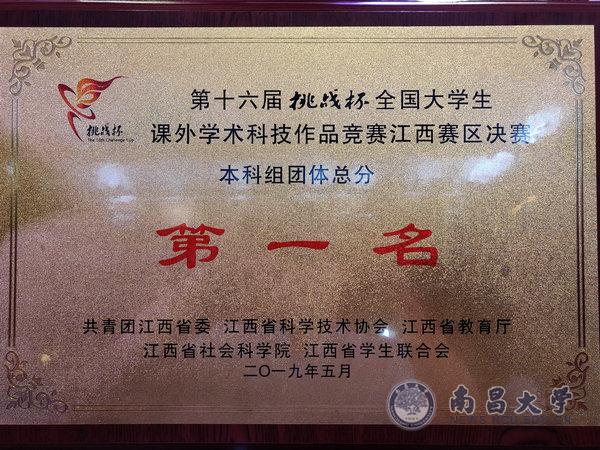 第十六届挑战杯全国大学生
挑战杯
课外学术科技作品竞赛江西赛区决赛
本科组团体总分
第一名
共青团江西省委 江西省科学技术协会 江西省教育厅
江西省社会科学院 江西省学生联合会
二〇一九年五月
南昌大学